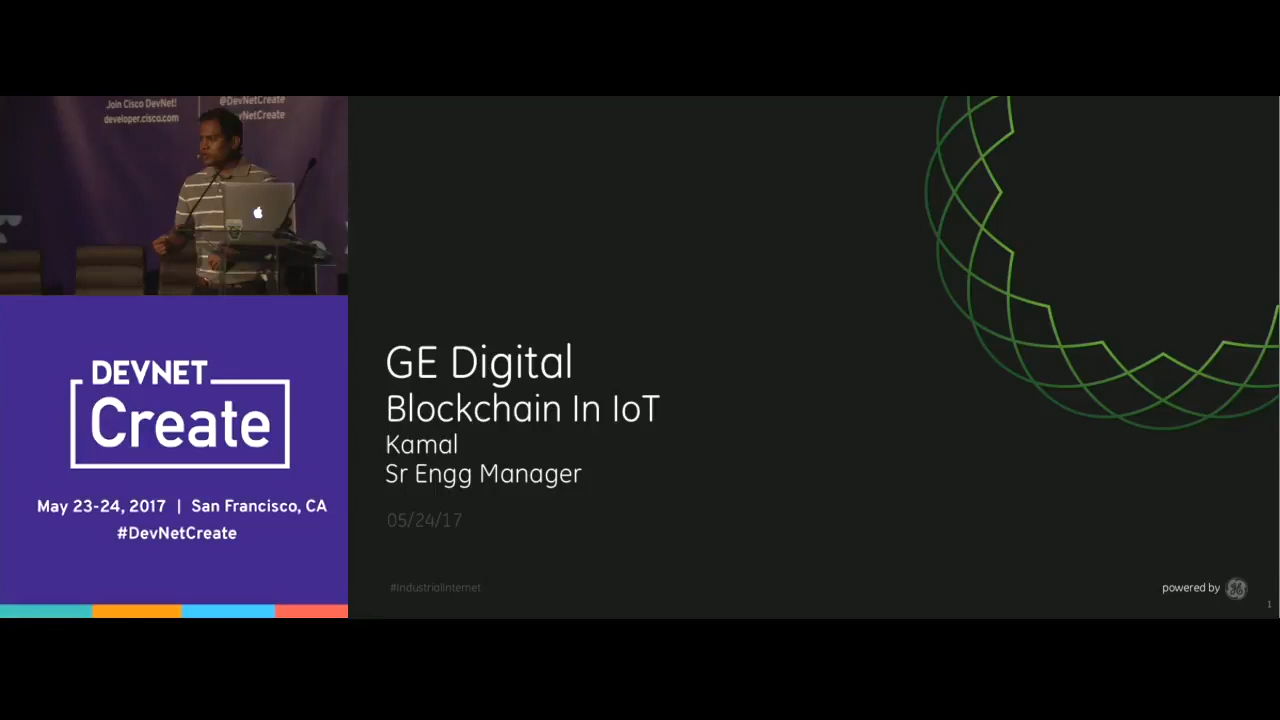 Join Cisco DevNet!
developer.cisco.com
@DevNetCreate
DEVNET
Create
May 23-24, 2017 | San Francisco, CA
#DevNetCreate
GE Digital
Blockchain In IoT
Kamal
Sr Engg Manager
05/24/17
#IndustrialInternet
powered by
1